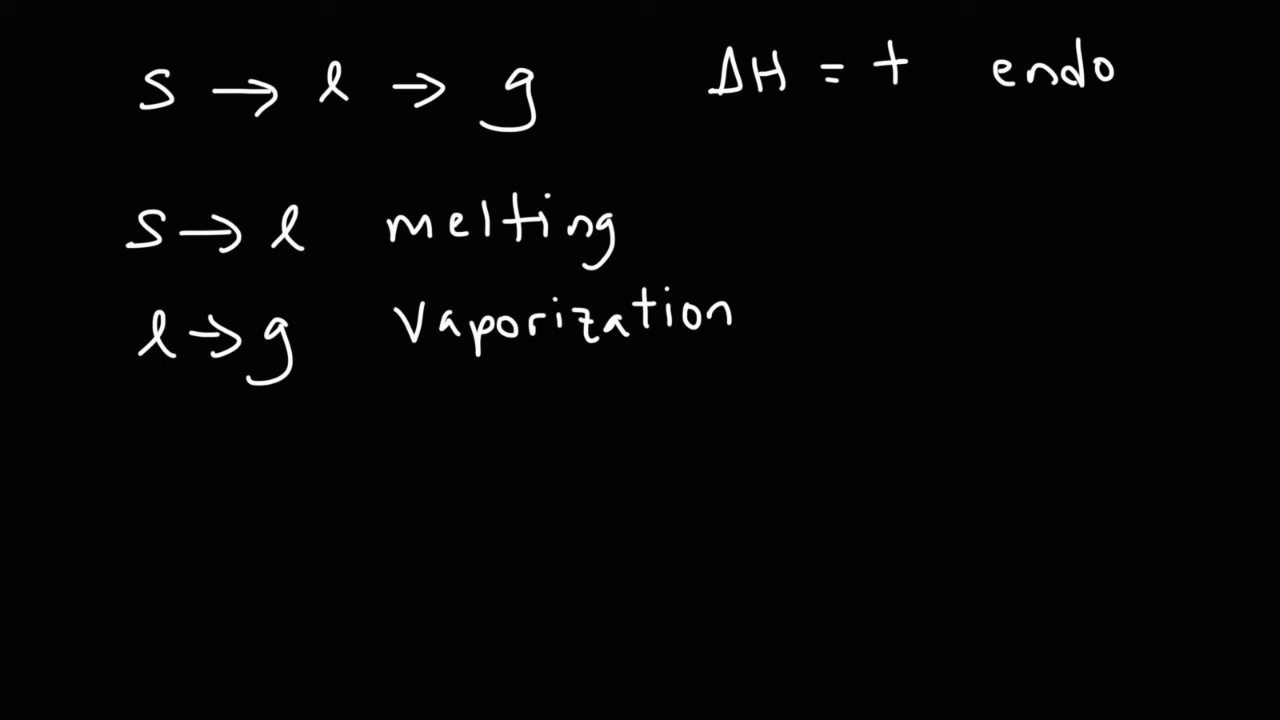 s → l → g ΔH = + endo
s → l melting
l → g vaporization